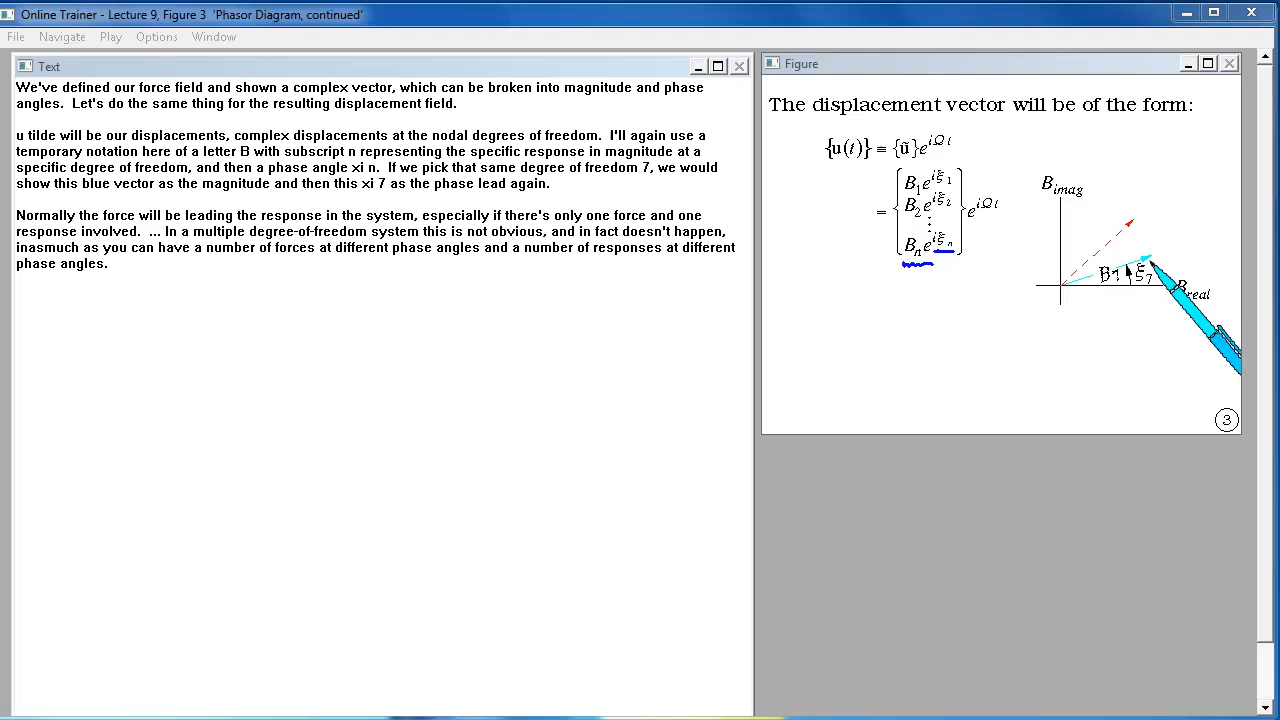 Online Trainer - Lecture 9, Figure 3  'Phasor Diagram, continued'
File Navigate Play Options Window
Text
We've defined our force field and shown a complex vector, which can be broken into magnitude and phase
angles.  Let's do the same thing for the resulting displacement field.
u tilde will be our displacements, complex displacements at the nodal degrees of freedom.  I'll again use a
temporary notation here of a letter B with subscript n representing the specific response in magnitude at a
specific degree of freedom, and then a phase angle xi n.  If we pick that same degree of freedom 7, we would
show this blue vector as the magnitude and then this xi 7 as the phase lead again.
Normally the force will be leading the response in the system, especially if there's only one force and one
response involved.  ... In a multiple degree-of-freedom system this is not obvious, and in fact doesn't happen,
inasmuch as you can have a number of forces at different phase angles and a number of responses at different
phase angles.
Figure
The displacement vector will be of the form:
{u(t)} ≡ {ũ}e^{iΩt}
= { B_1e^{iξ_1}
B_2e^{iξ_2}
⋮
B_ne^{iξ_n} } e^{iΩt}
B_imag
B_7 ξ_7
B_real
3